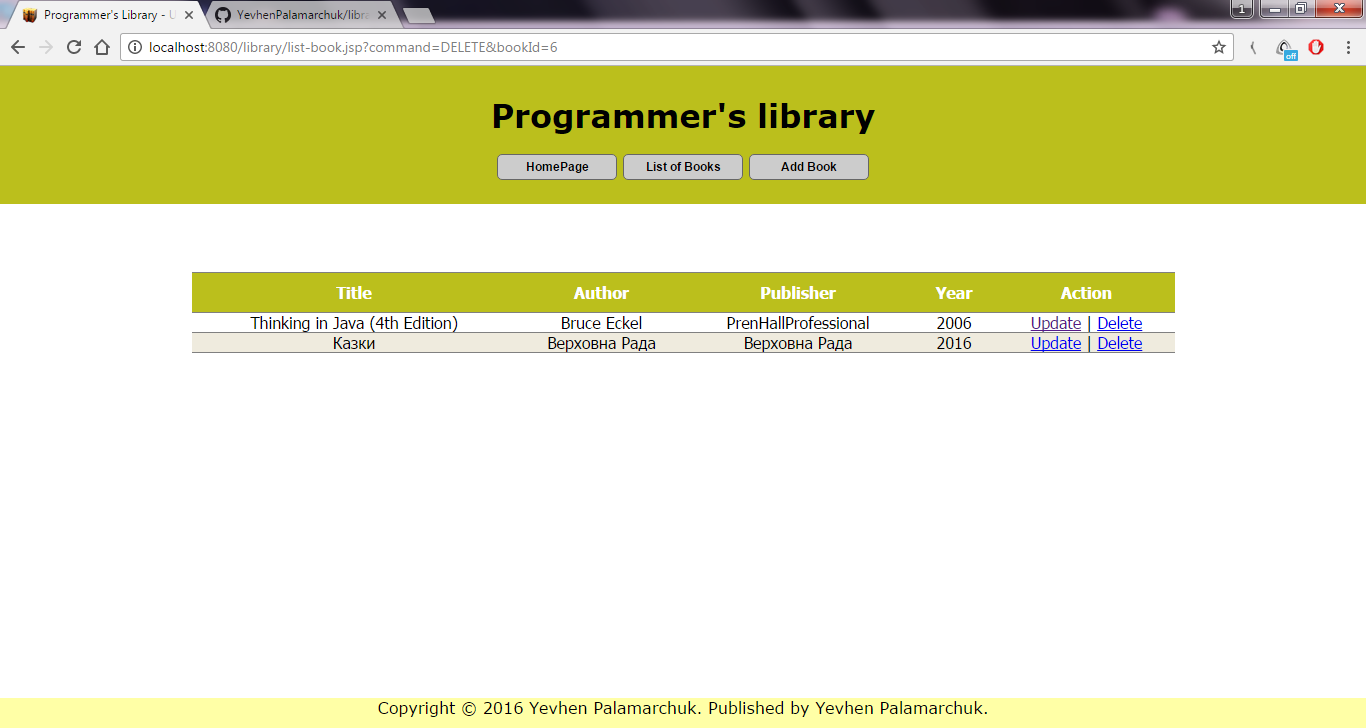 Programmer's Library - U
YevhenPalamarchuk/libra
1
localhost:8080/library/list-book.jsp?command=DELETE&bookId=6
off
Programmer's library
HomePage List of Books Add Book
Title Author Publisher Year Action
Thinking in Java (4th Edition) Bruce Eckel PrenHallProfessional 2006 Update | Delete
Казки Верховна Рада Верховна Рада 2016 Update | Delete
Copyright © 2016 Yevhen Palamarchuk. Published by Yevhen Palamarchuk.